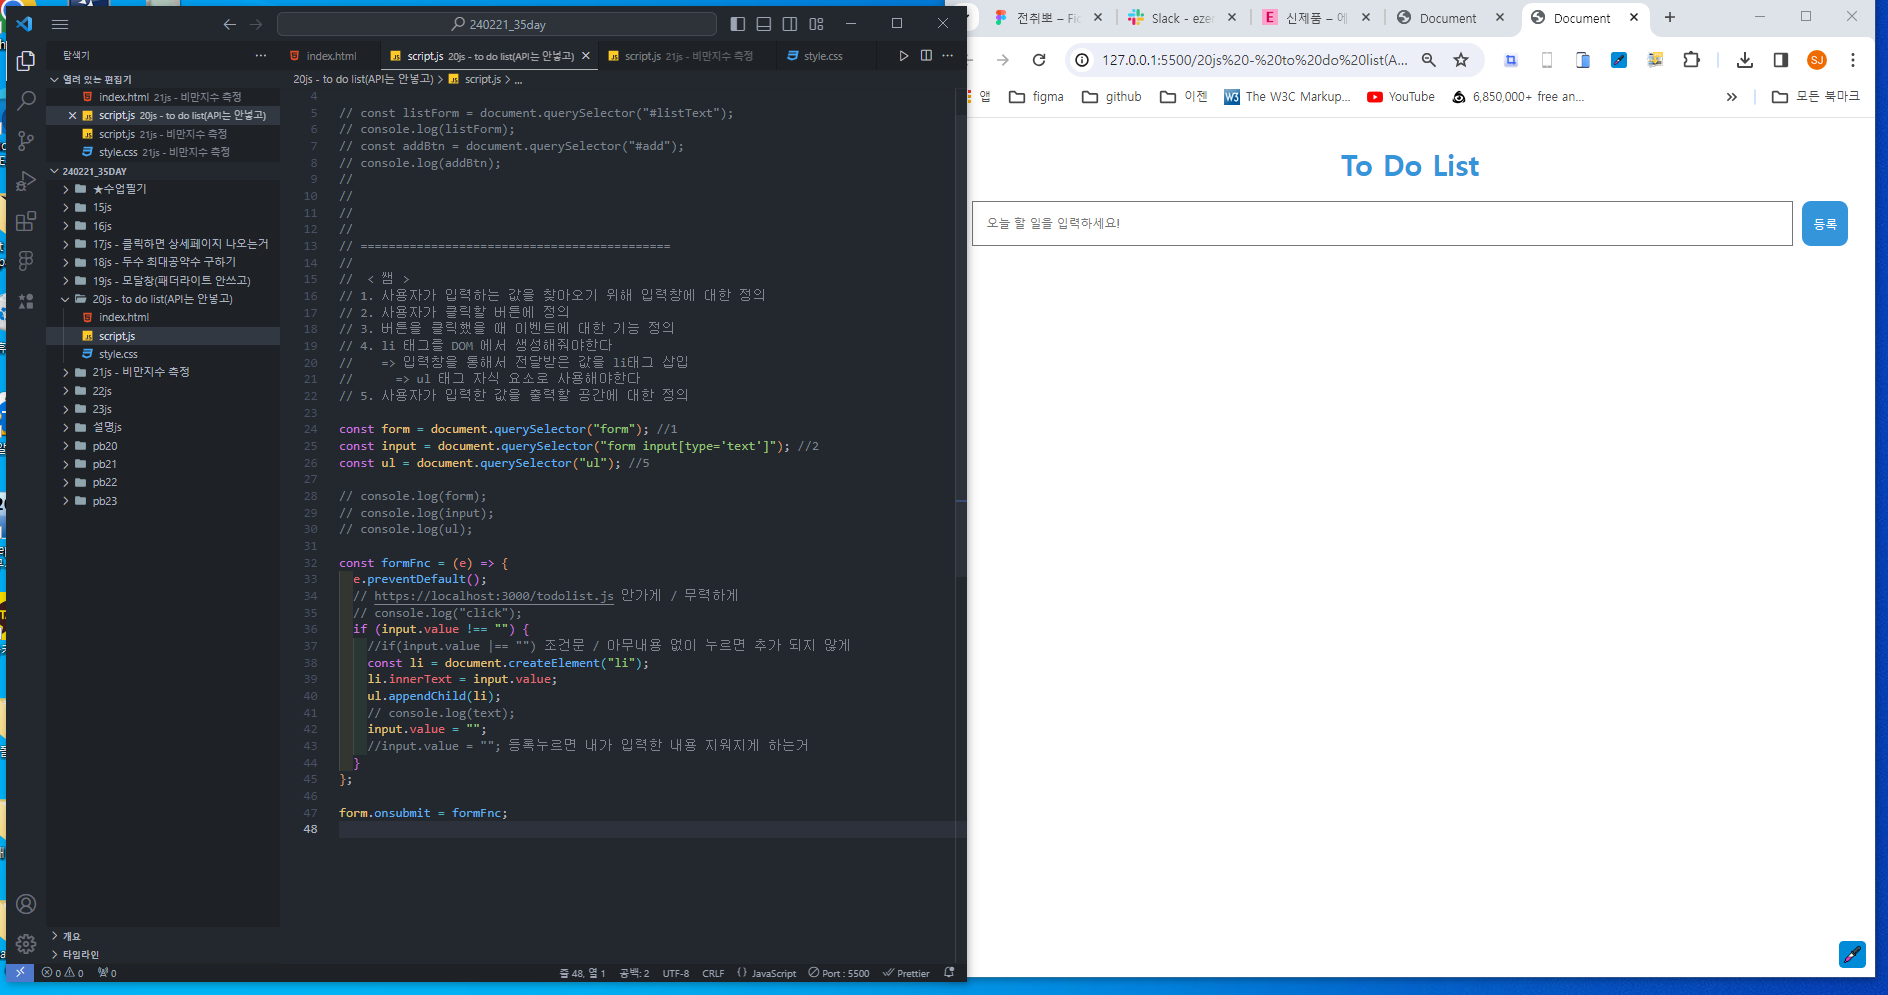 240221_35day
탐색기
열려 있는 편집기
index.html 21js - 비만지수 측정
script.js 20js - to do list(API는 안넣고)
script.js 21js - 비만지수 측정
style.css 21js - 비만지수 측정
240221_35DAY
★수업필기
15js
16js
17js - 클릭하면 상세페이지 나오는거
18js - 두수 최대공약수 구하기
19js - 모달창(패더라이트 안쓰고)
20js - to do list(API는 안넣고)
index.html
script.js
style.css
21js - 비만지수 측정
22js
23js
설명js
pb20
pb21
pb22
pb23
개요
타임라인
index.html
script.js 20js - to do list(API는 안넣고)
script.js 21js - 비만지수 측정
style.css
20js - to do list(API는 안넣고) > script.js > ...
4
5 // const listForm = document.querySelector("#listText");
6 // console.log(listForm);
7 // const addBtn = document.querySelector("#add");
8 // console.log(addBtn);
9 //
10 //
11 //
12 //
13 // ============================================
14 //
15 // < 쌤 >
16 // 1. 사용자가 입력하는 값을 찾아오기 위해 입력창에 대한 정의
17 // 2. 사용자가 클릭할 버튼에 정의
18 // 3. 버튼을 클릭했을 때 이벤트에 대한 기능 정의
19 // 4. li 태그를 DOM 에서 생성해줘야한다
20 // => 입력창을 통해서 전달받은 값을 li태그 삽입
21 // => ul 태그 자식 요소로 사용해야한다
22 // 5. 사용자가 입력한 값을 출력할 공간에 대한 정의
23
24 const form = document.querySelector("form"); //1
25 const input = document.querySelector("form input[type='text']"); //2
26 const ul = document.querySelector("ul"); //5
27
28 // console.log(form);
29 // console.log(input);
30 // console.log(ul);
31
32 const formFnc = (e) => {
33 e.preventDefault();
34 // https://localhost:3000/todolist.js 안가게 / 무력하게
35 // console.log("click");
36 if (input.value !== "") {
37 //if(input.value |== "") 조건문 / 아무내용 없이 누르면 추가 되지 않게
38 const li = document.createElement("li");
39 li.innerText = input.value;
40 ul.appendChild(li);
41 // console.log(text);
42 input.value = "";
43 //input.value = ""; 등록누르면 내가 입력한 내용 지워지게 하는거
44 }
45 };
46
47 form.onsubmit = formFnc;
48
0 0 0
줄 48, 열 1 공백: 2 UTF-8 CRLF {} JavaScript Port : 5500 Prettier
전취뽀 – Fi
Slack - ezer
신제품 – 에
Document
Document
127.0.0.1:5500/20js%20-%20to%20do%20list(A...
SJ
앱 figma github 이젠 The W3C Markup... YouTube 6,850,000+ free an... » 모든 북마크
To Do List
오늘 할 일을 입력하세요!
등록